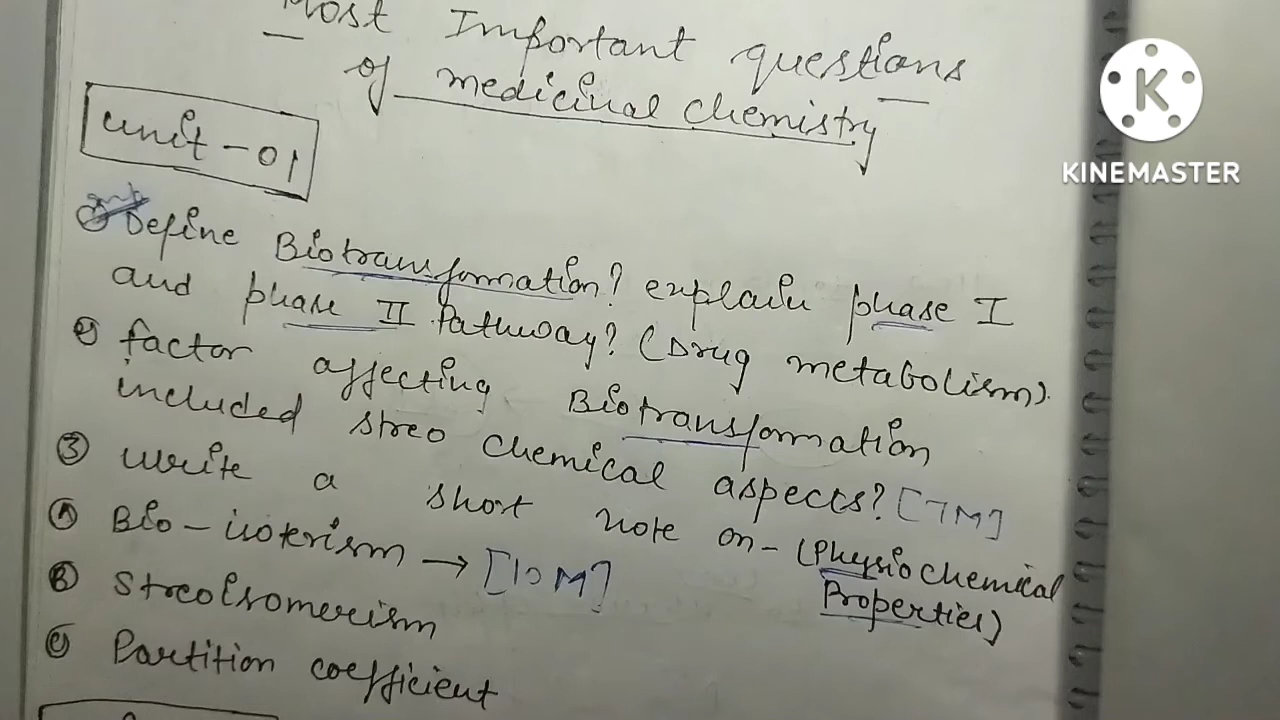 Most Important questions
of medicinal chemistry
unit-01
① Define Biotransformation? explain phase I
and phase II Pathway? (Drug metabolism).
② factor affecting Biotransformation
included streo chemical aspects? [7M]
③ write a short note on- (Physiochemical Properties)
Ⓐ Bio-isoterism → [10M]
Ⓑ Streoisomerism
Ⓒ Partition coefficient
K
KINEMASTER